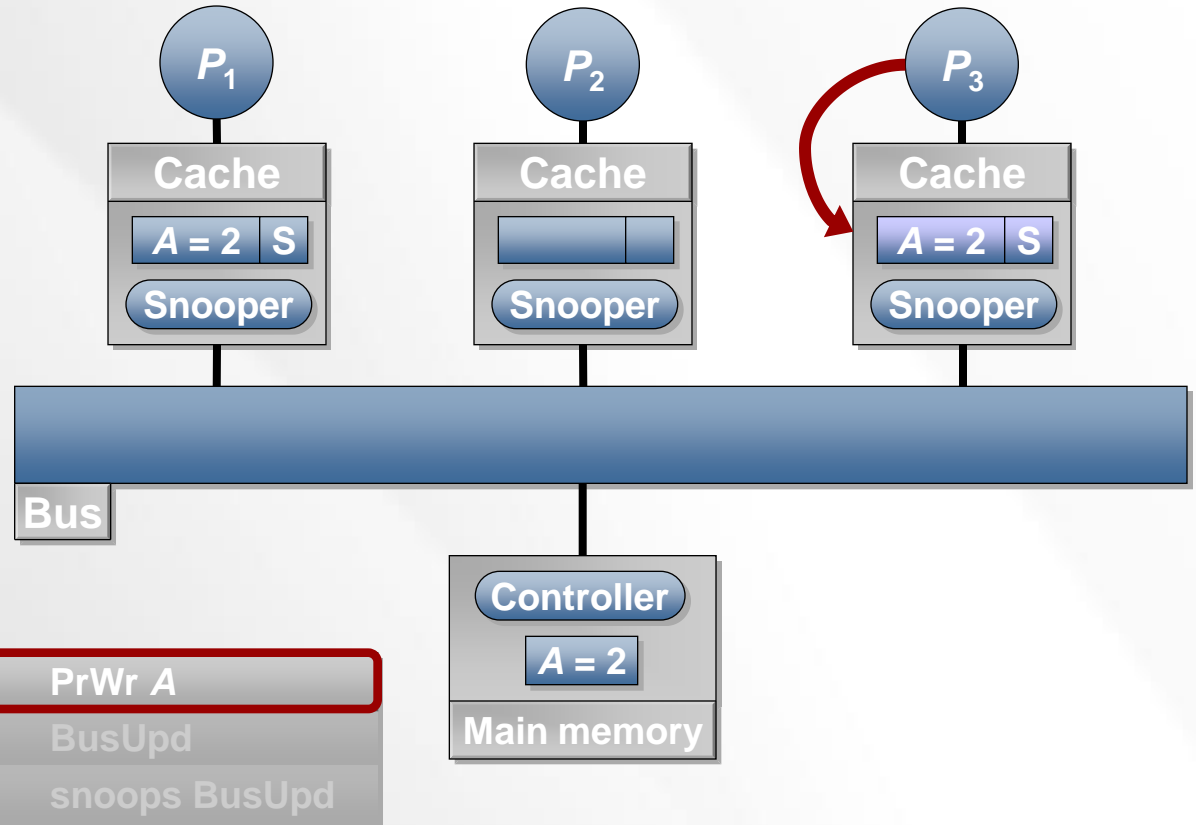 P1
P2
P3
Cache
Cache
Cache
A = 2 S
A = 2 S
Snooper
Snooper
Snooper
Bus
Controller
A = 2
Main memory
PrWr A
BusUpd
snoops BusUpd